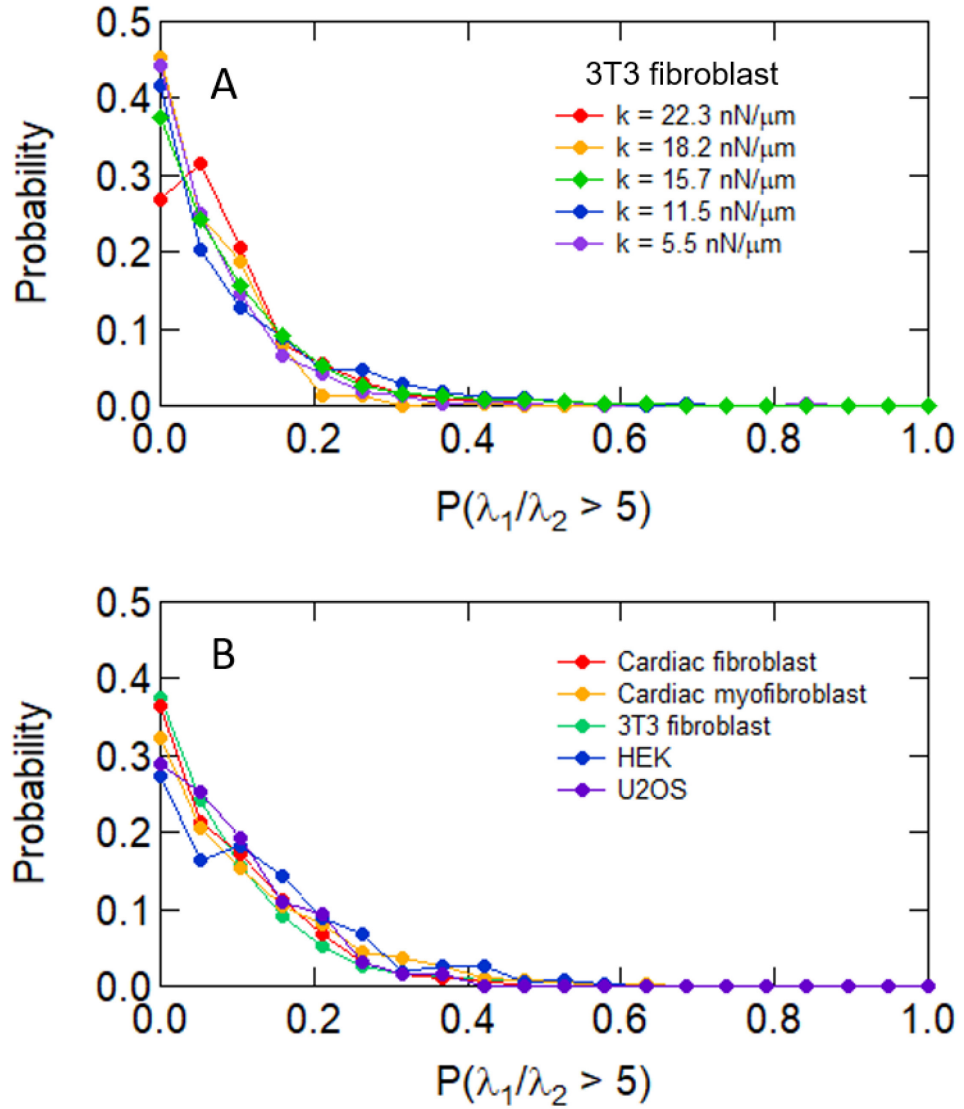 0.5
A
3T3 fibroblast
k = 22.3 nN/μm
0.4
k = 18.2 nN/μm
k = 15.7 nN/μm
0.3
k = 11.5 nN/μm
k = 5.5 nN/μm
Probability
0.2
0.1
0.0
0.0 0.2 0.4 0.6 0.8 1.0
P(λ₁/λ₂ > 5)
0.5
B
Cardiac fibroblast
0.4
Cardiac myofibroblast
3T3 fibroblast
0.3
HEK
U2OS
Probability
0.2
0.1
0.0
0.0 0.2 0.4 0.6 0.8 1.0
P(λ₁/λ₂ > 5)